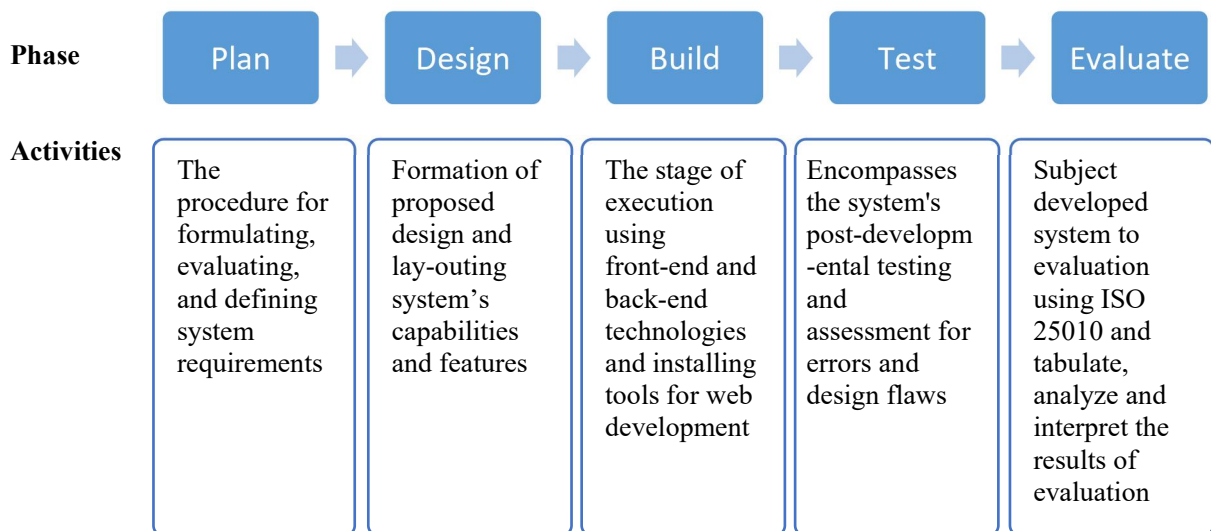 Phase
Plan
Design
Build
Test
Evaluate
Activities
The
procedure for
formulating,
evaluating,
and defining
system
requirements
Formation of
proposed
design and
lay-outing
system’s
capabilities
and features
The stage of
execution
using
front-end and
back-end
technologies
and installing
tools for web
development
Encompasses
the system's
post-developm
-ental testing
and
assessment for
errors and
design flaws
Subject
developed
system to
evaluation
using ISO
25010 and
tabulate,
analyze and
interpret the
results of
evaluation